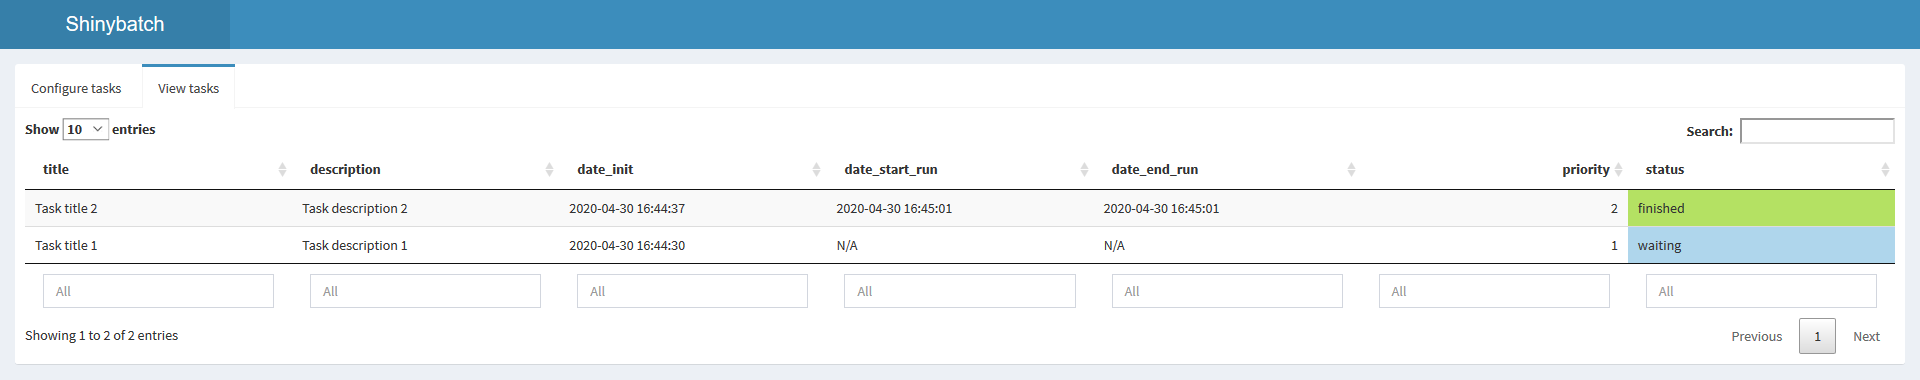 Shinybatch
Configure tasks View tasks
Show 10 entries Search:
title description date_init date_start_run date_end_run priority status
Task title 2 Task description 2 2020-04-30 16:44:37 2020-04-30 16:45:01 2020-04-30 16:45:01 2 finished
Task title 1 Task description 1 2020-04-30 16:44:30 N/A N/A 1 waiting
All All All All All All All
Showing 1 to 2 of 2 entries Previous 1 Next